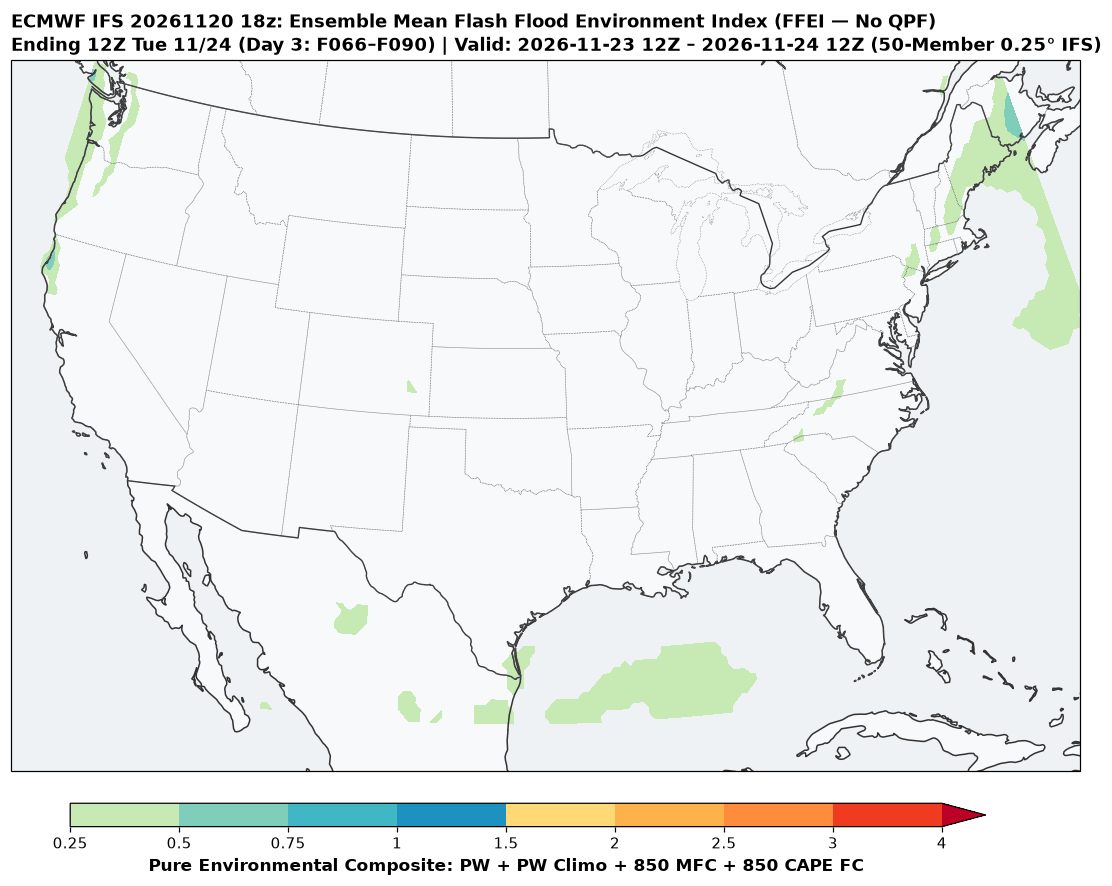 ECMWF IFS 20261120 18z: Ensemble Mean Flash Flood Environment Index (FFEI — No QPF)
Ending 12Z Tue 11/24 (Day 3: F066–F090) | Valid: 2026-11-23 12Z – 2026-11-24 12Z (50-Member 0.25° IFS)
0.25 0.5 0.75 1 1.5 2 2.5 3 4
Pure Environmental Composite: PW + PW Climo + 850 MFC + 850 CAPE FC